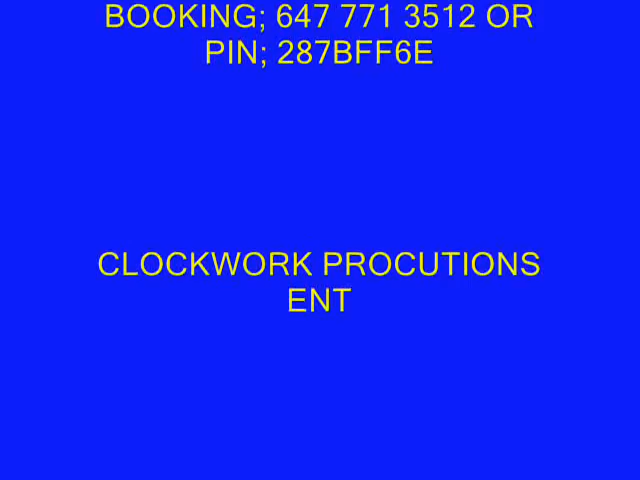 BOOKING; 647 771 3512 OR
PIN; 287BFF6E
CLOCKWORK PROCUTIONS
ENT